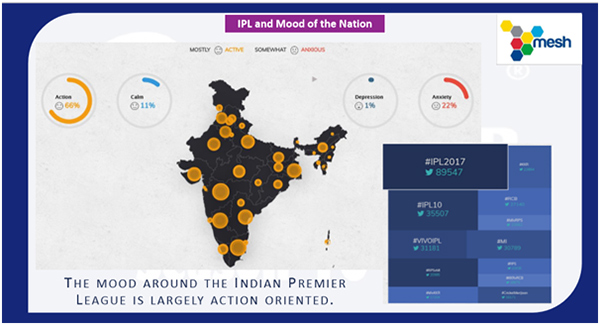 IPL and Mood of the Nation
mesh
MOSTLY ACTIVE SOMEWHAT ANXIOUS
Action
66%
Calm
11%
Depression
1%
Anxiety
22%
#IPL2017
89547
#IPL10
35507
#VIVOIPL
31181
#MI
30789
#RCB
#IPL
THE MOOD AROUND THE INDIAN PREMIER
LEAGUE IS LARGELY ACTION ORIENTED.